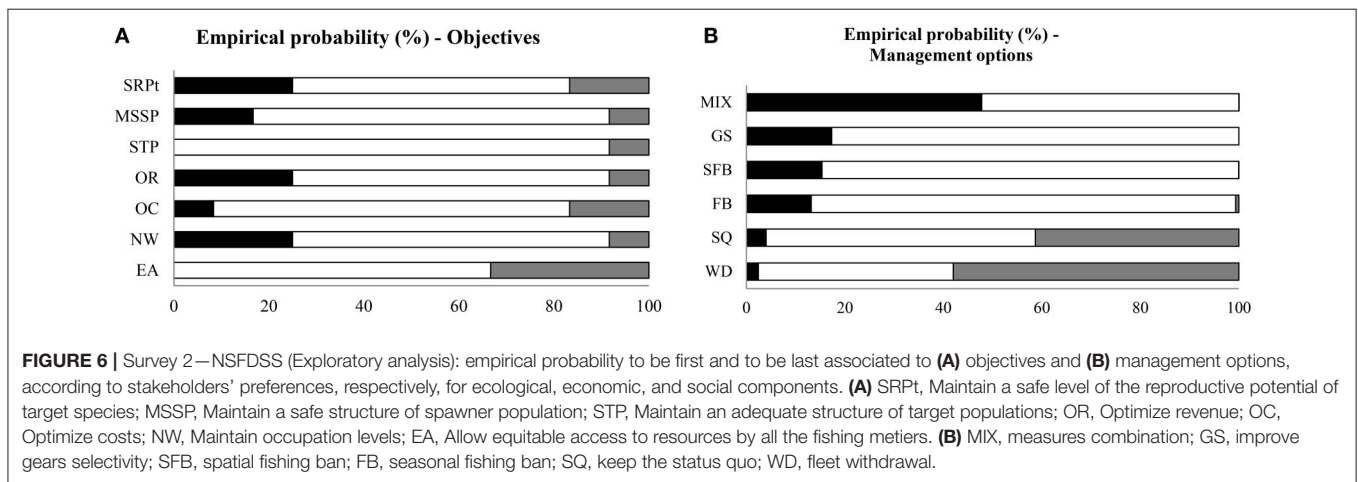 A
Empirical probability (%) - Objectives
SRPt
MSSP
STP
OR
OC
NW
EA
0 20 40 60 80 100
B
Empirical probability (%) -
Management options
MIX
GS
SFB
FB
SQ
WD
0 20 40 60 80 100
FIGURE 6 | Survey 2—NSFDSS (Exploratory analysis): empirical probability to be first and to be last associated to (A) objectives and (B) management options,
according to stakeholders' preferences, respectively, for ecological, economic, and social components. (A) SRPt, Maintain a safe level of the reproductive potential of
target species; MSSP, Maintain a safe structure of spawner population; STP, Maintain an adequate structure of target populations; OR, Optimize revenue; OC,
Optimize costs; NW, Maintain occupation levels; EA, Allow equitable access to resources by all the fishing metiers. (B) MIX, measures combination; GS, improve
gears selectivity; SFB, spatial fishing ban; FB, seasonal fishing ban; SQ, keep the status quo; WD, fleet withdrawal.